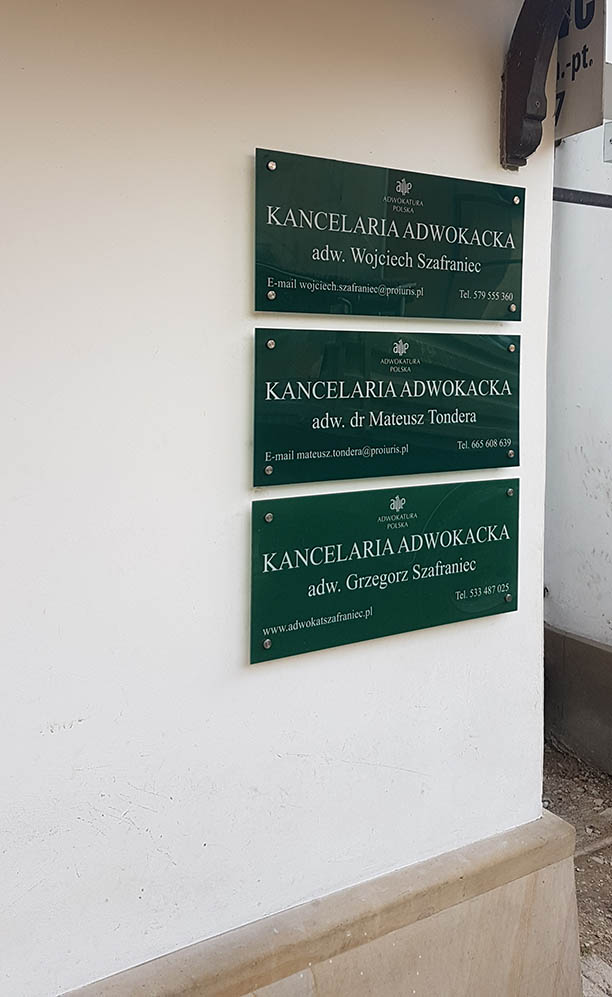 .-pt.
7
ADWOKATURA
POLSKA
KANCELARIA ADWOKACKA
adw. Wojciech Szafraniec
E-mail wojciech.szafraniec@proiuris.pl Tel. 579 555 360
ADWOKATURA
POLSKA
KANCELARIA ADWOKACKA
adw. dr Mateusz Tondera
E-mail mateusz.tondera@proiuris.pl Tel. 665 608 639
ADWOKATURA
POLSKA
KANCELARIA ADWOKACKA
adw. Grzegorz Szafraniec
www.adwokatszafraniec.pl Tel. 533 487 025